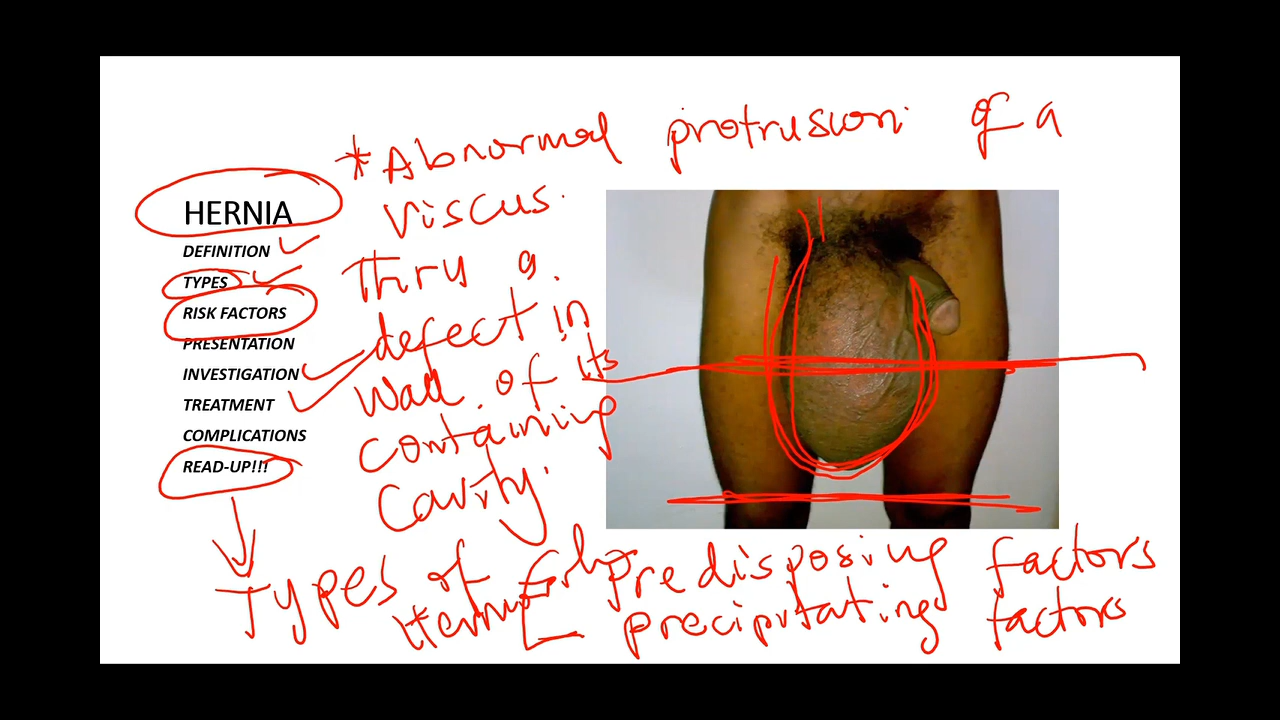 *Abnormal protrusion of a
viscus.
Thru a
defect in
wall of its
containing
cavity.
HERNIA
DEFINITION
TYPES
RISK FACTORS
PRESENTATION
INVESTIGATION
TREATMENT
COMPLICATIONS
READ-UP!!!
Types of
Hernia
predisposing factors
precipitating factors